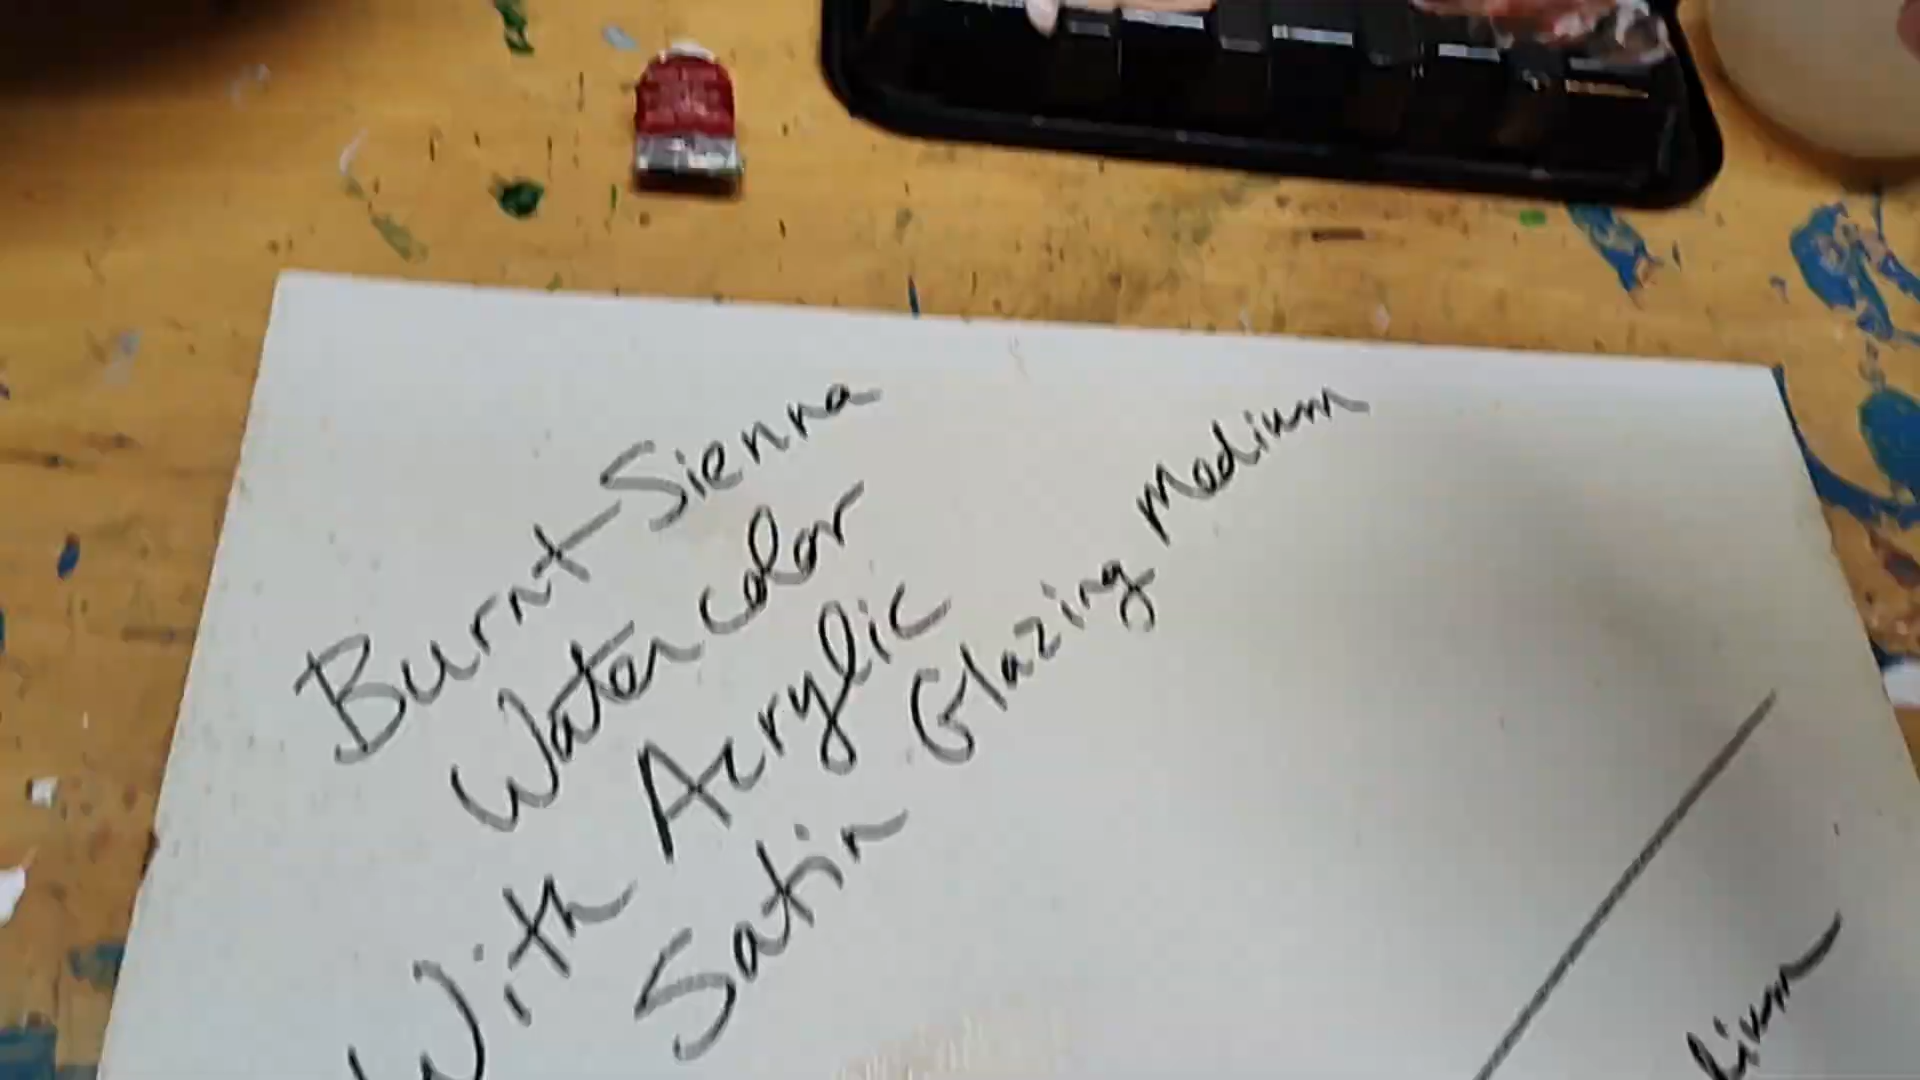 Burnt Sienna
Watercolor
With Acrylic
Satin Glazing Medium